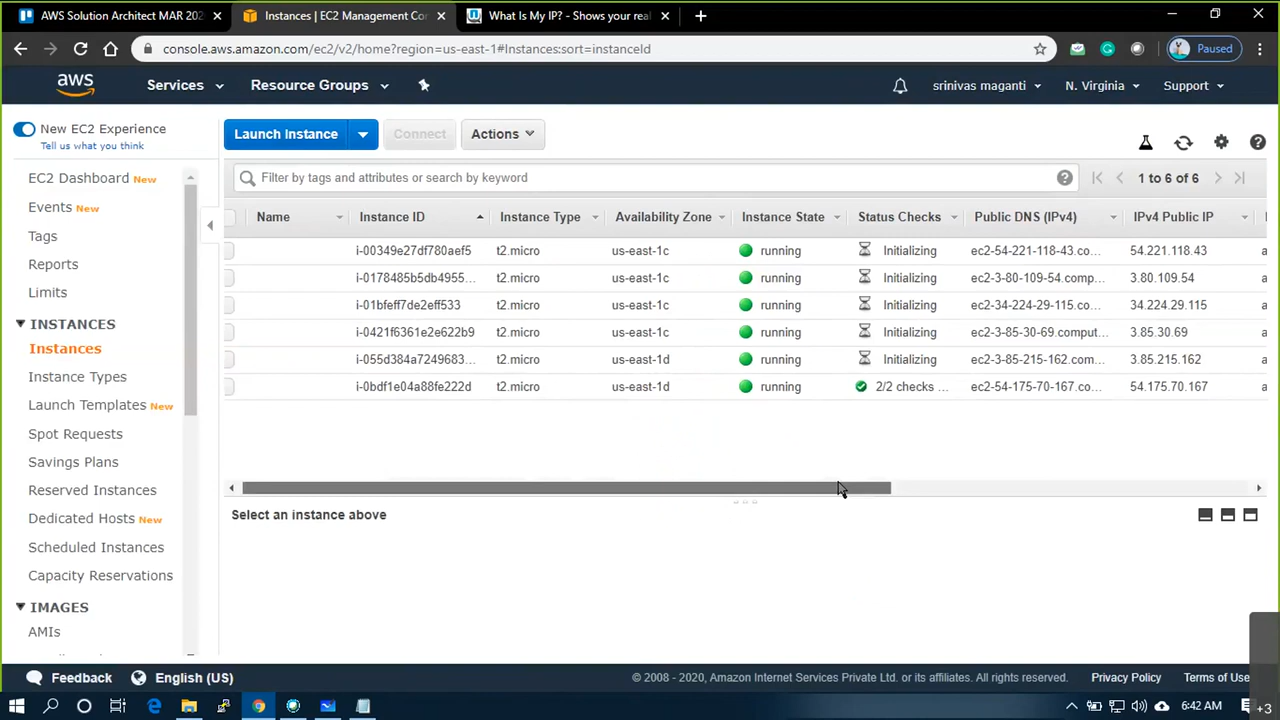 AWS Solution Architect MAR 202
Instances | EC2 Management Con
What Is My IP? - Shows your real
console.aws.amazon.com/ec2/v2/home?region=us-east-1#Instances:sort=instanceId
Paused
aws
Services
Resource Groups
srinivas maganti
N. Virginia
Support
New EC2 Experience
Tell us what you think
Launch Instance
Connect
Actions
EC2 Dashboard New
Events New
Tags
Reports
Limits
INSTANCES
Instances
Instance Types
Launch Templates New
Spot Requests
Savings Plans
Reserved Instances
Dedicated Hosts New
Scheduled Instances
Capacity Reservations
IMAGES
AMIs
Filter by tags and attributes or search by keyword
1 to 6 of 6
Name Instance ID Instance Type Availability Zone Instance State Status Checks Public DNS (IPv4) IPv4 Public IP
i-00349e27df780aef5 t2.micro us-east-1c running Initializing ec2-54-221-118-43.co... 54.221.118.43 a
i-0178485b5db4955... t2.micro us-east-1c running Initializing ec2-3-80-109-54.comp... 3.80.109.54 a
i-01bfeff7de2eff533 t2.micro us-east-1c running Initializing ec2-34-224-29-115.co... 34.224.29.115 a
i-0421f6361e2e622b9 t2.micro us-east-1c running Initializing ec2-3-85-30-69.comput... 3.85.30.69 a
i-055d384a7249683... t2.micro us-east-1d running Initializing ec2-3-85-215-162.com... 3.85.215.162 a
i-0bdf1e04a88fe222d t2.micro us-east-1d running 2/2 checks ... ec2-54-175-70-167.co... 54.175.70.167 a
Select an instance above
Feedback
English (US)
© 2008 - 2020, Amazon Internet Services Private Ltd. or its affiliates. All rights reserved.
Privacy Policy
Terms of Use
6:42 AM
+3